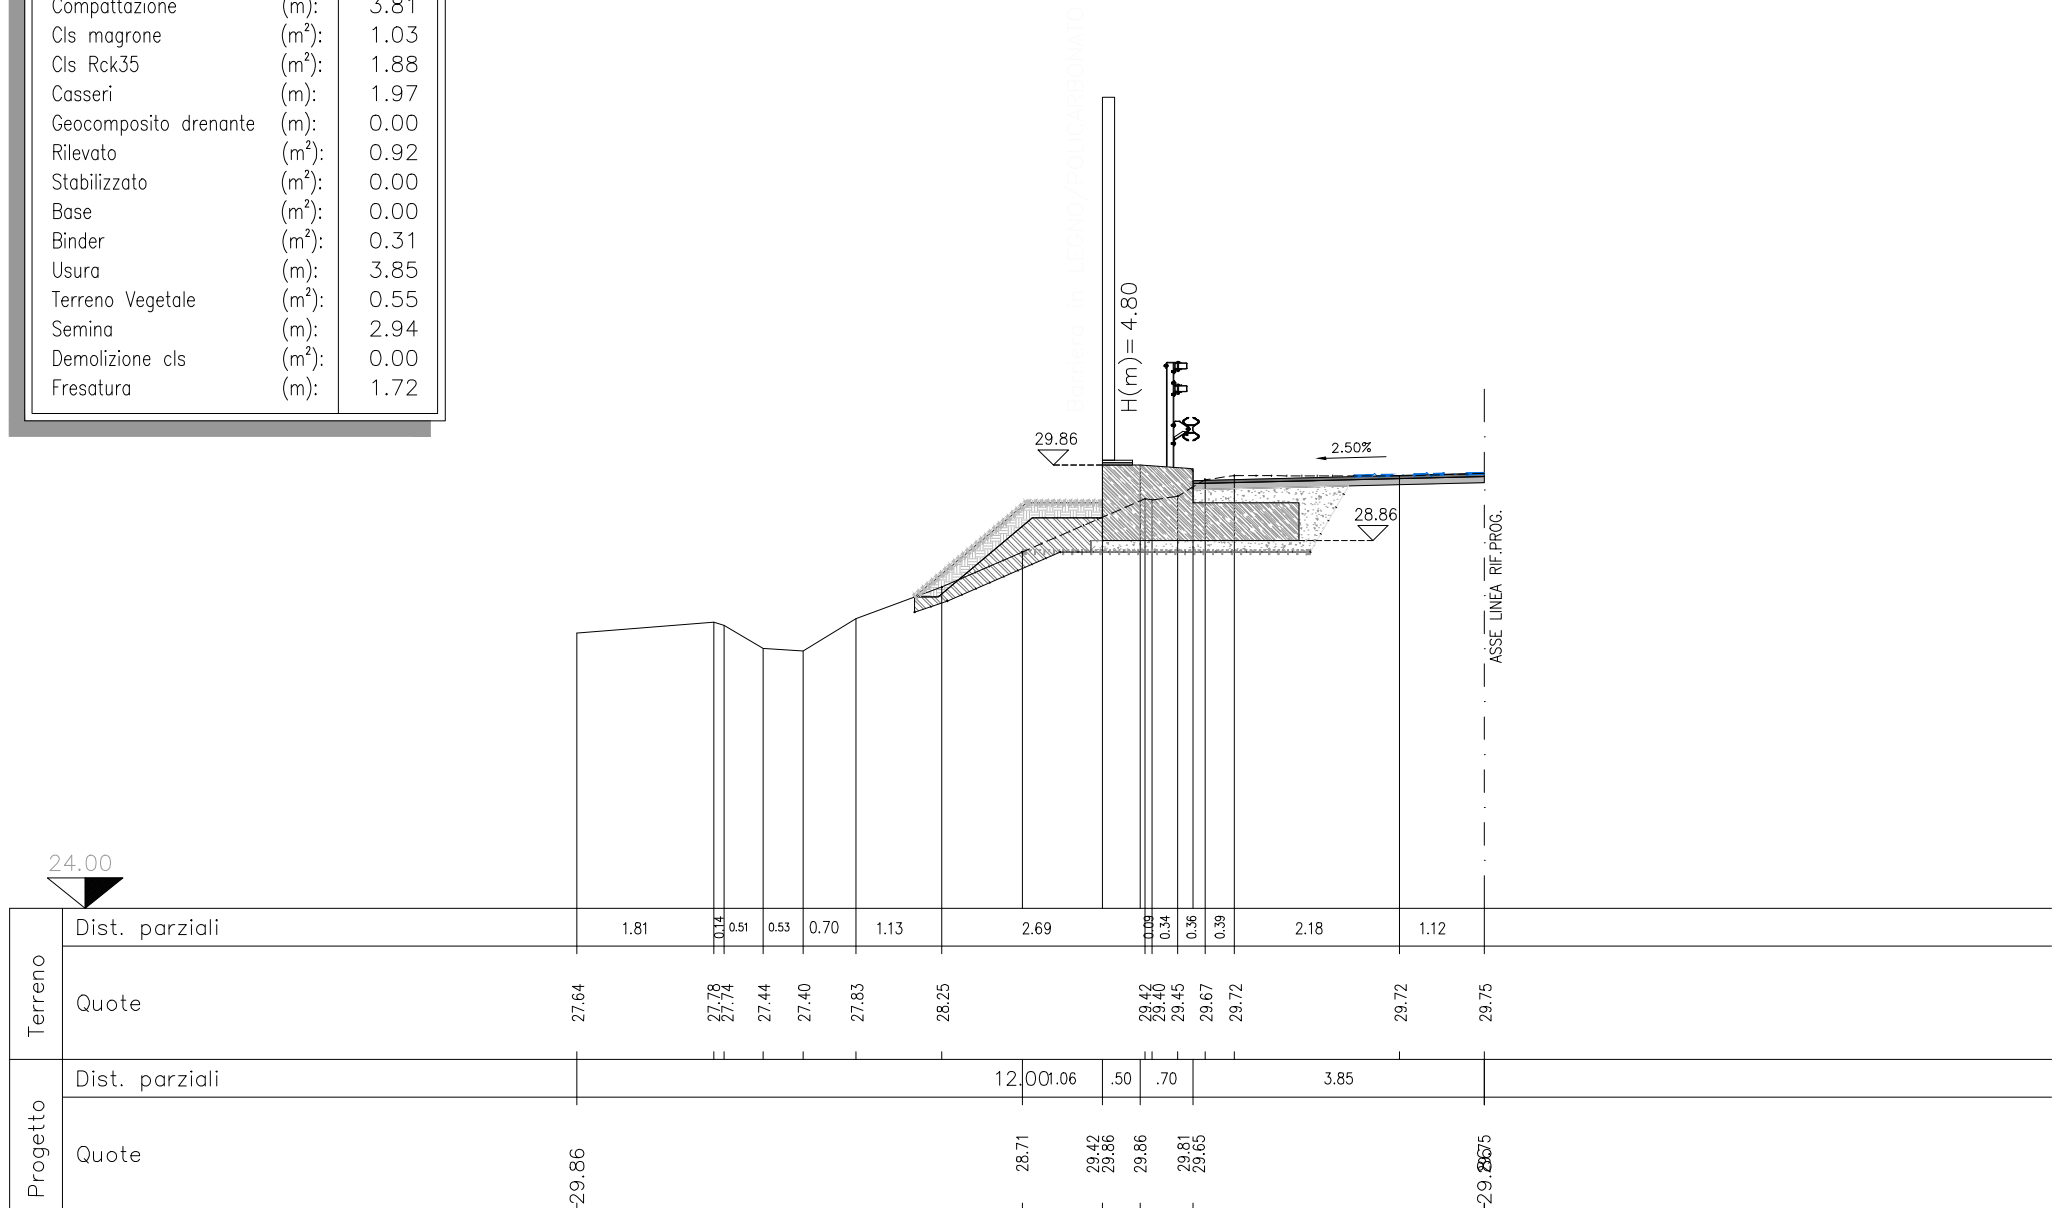 Compattazione (m): 3.81
Cls magrone (m²): 1.03
Cls Rck35 (m²): 1.88
Casseri (m): 1.97
Geocomposito drenante (m): 0.00
Rilevato (m²): 0.92
Stabilizzato (m²): 0.00
Base (m²): 0.00
Binder (m²): 0.31
Usura (m): 3.85
Terreno Vegetale (m²): 0.55
Semina (m): 2.94
Demolizione cls (m²): 0.00
Fresatura (m): 1.72
Barriera in LEGNO/POLICARBONATO
H(m)= 4.80
29.86
2.50%
28.86
ASSE LINEA RIF.PROG.
24.00
Terreno
Dist. parziali 1.81 0.14 0.51 0.53 0.70 1.13 2.69 0.09 0.34 0.36 0.39 2.18 1.12
Quote 27.64 27.78 27.74 27.44 27.40 27.83 28.25 29.42 29.40 29.45 29.67 29.72 29.72 29.75
Progetto
Dist. parziali 12.00 1.06 .50 .70 3.85
Quote 29.86 28.71 29.42 29.86 29.86 29.81 29.65